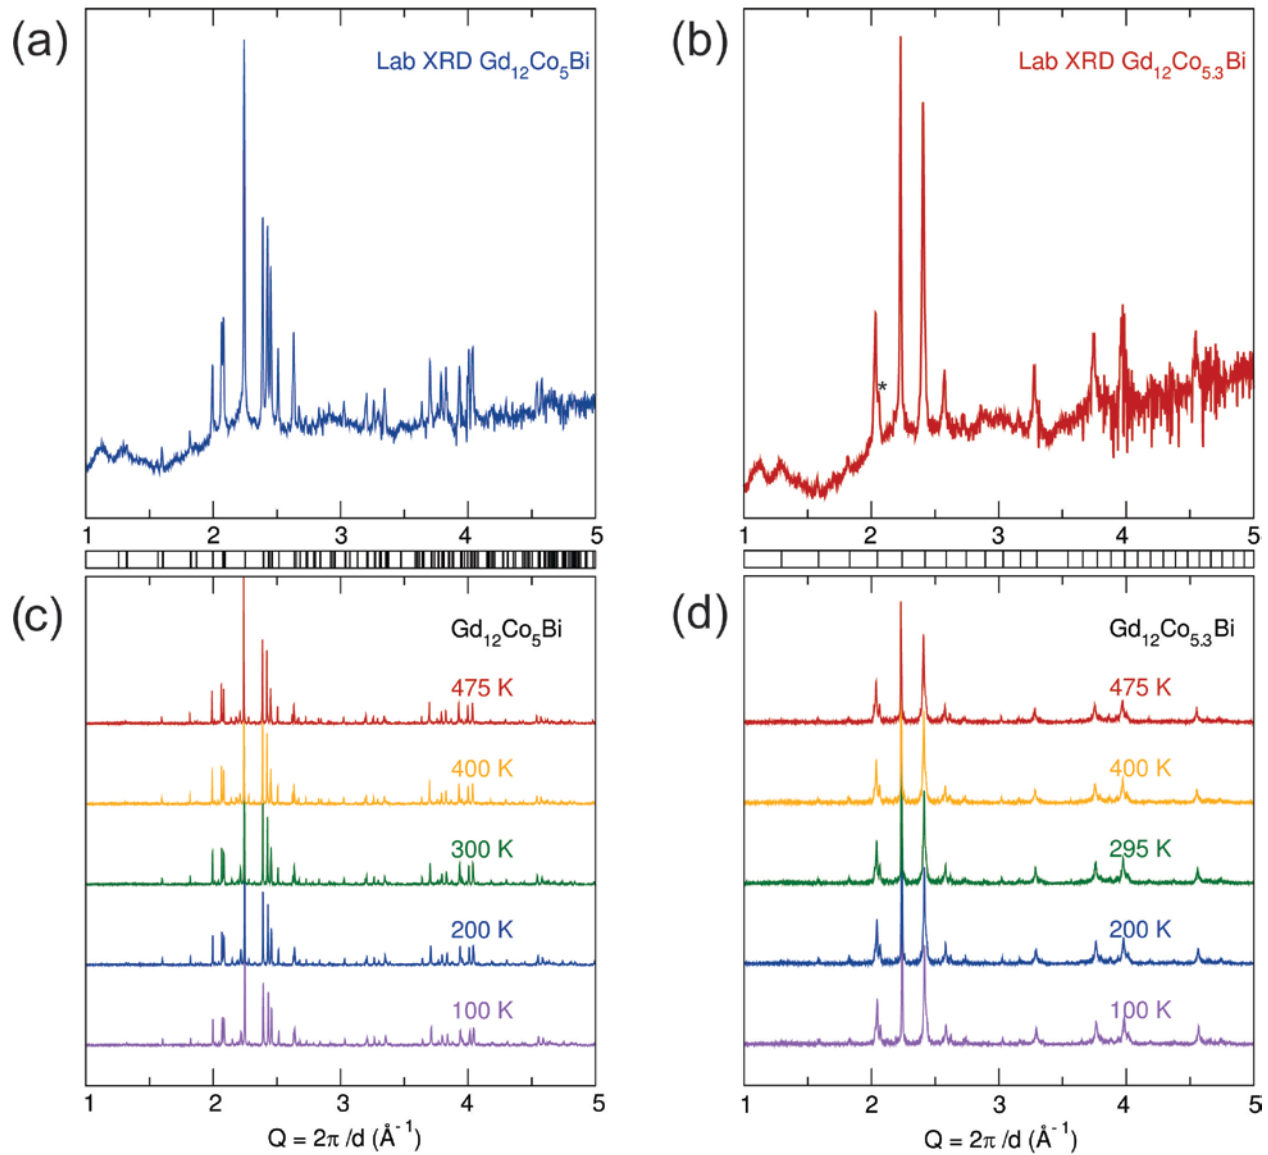 (a)
Lab XRD Gd12Co5Bi
1 2 3 4 5
(b)
Lab XRD Gd12Co5.3Bi
*
1 2 3 4 5
(c)
Gd12Co5Bi
475 K
400 K
300 K
200 K
100 K
1 2 3 4 5
Q = 2π /d (Å-1)
(d)
Gd12Co5.3Bi
475 K
400 K
295 K
200 K
100 K
1 2 3 4 5
Q = 2π /d (Å-1)